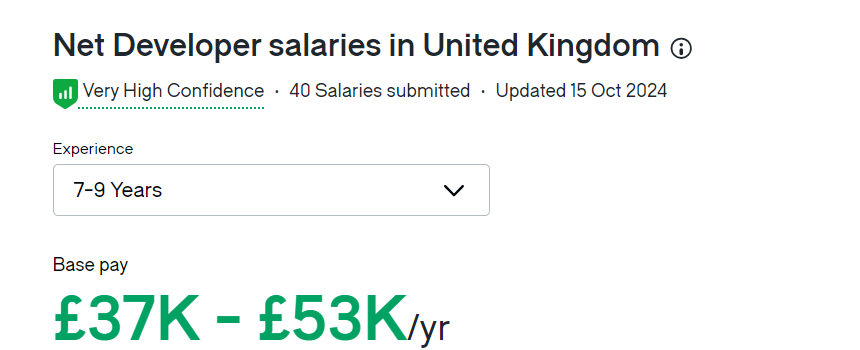 Net Developer salaries in United Kingdom
Very High Confidence · 40 Salaries submitted · Updated 15 Oct 2024
Experience
7-9 Years
Base pay
£37K - £53K/yr